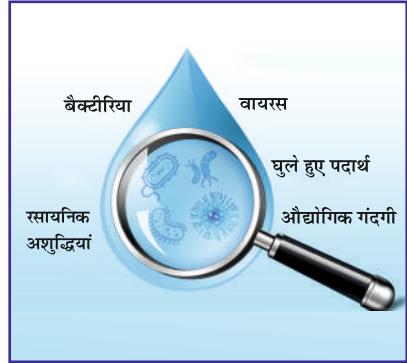 बैक्टीरिया
वायरस
घुले हुए पदार्थ
रसायनिक
अशुद्धियां
औद्योगिक गंदगी